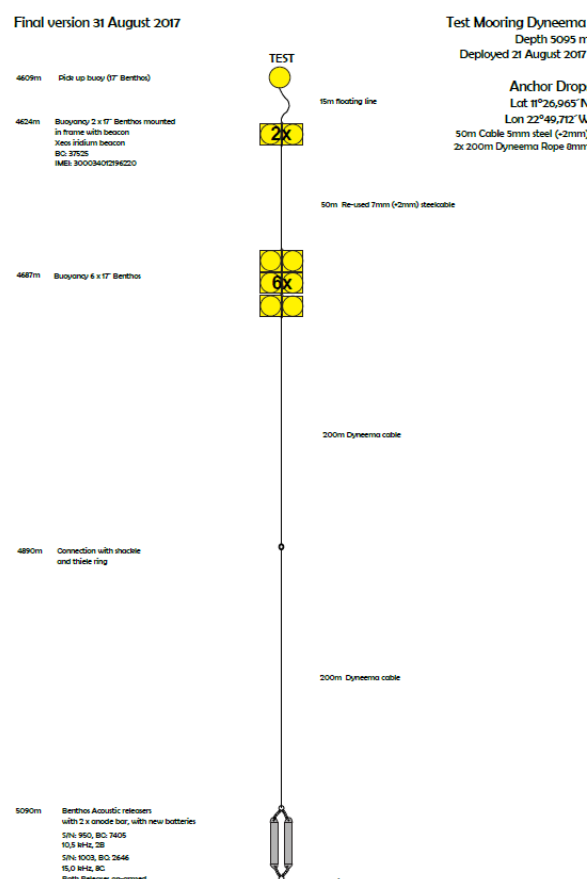 Final version 31 August 2017
Test Mooring Dyneema
Depth 5095 m
Deployed 21 August 2017
Anchor Drop
Lat 11°26,965´N
Lon 22°49,712´W
50m Cable 5mm steel (+2mm)
2x 200m Dyneema Rope 8mm
TEST
4609m Pick up buoy (17" Benthos)
15m floating line
4624m Buoyancy 2 x 17" Benthos mounted
in frame with beacon
Xeos iridium beacon
BC: 37525
IMEI: 300034012196220
2x
50m Re-used 7mm (+2mm) steelcable
4687m Buoyancy 6 x 17" Benthos
6x
200m Dyneema cable
4890m Connection with shackle
and thiele ring
200m Dyneema cable
5090m Benthos Acoustic releasers
with 2 x anode bar, with new batteries
S/N: 950, BC: 7405
10,5 kHz, 2B
S/N: 1003, BC: 2646
15,0 kHz, 8C